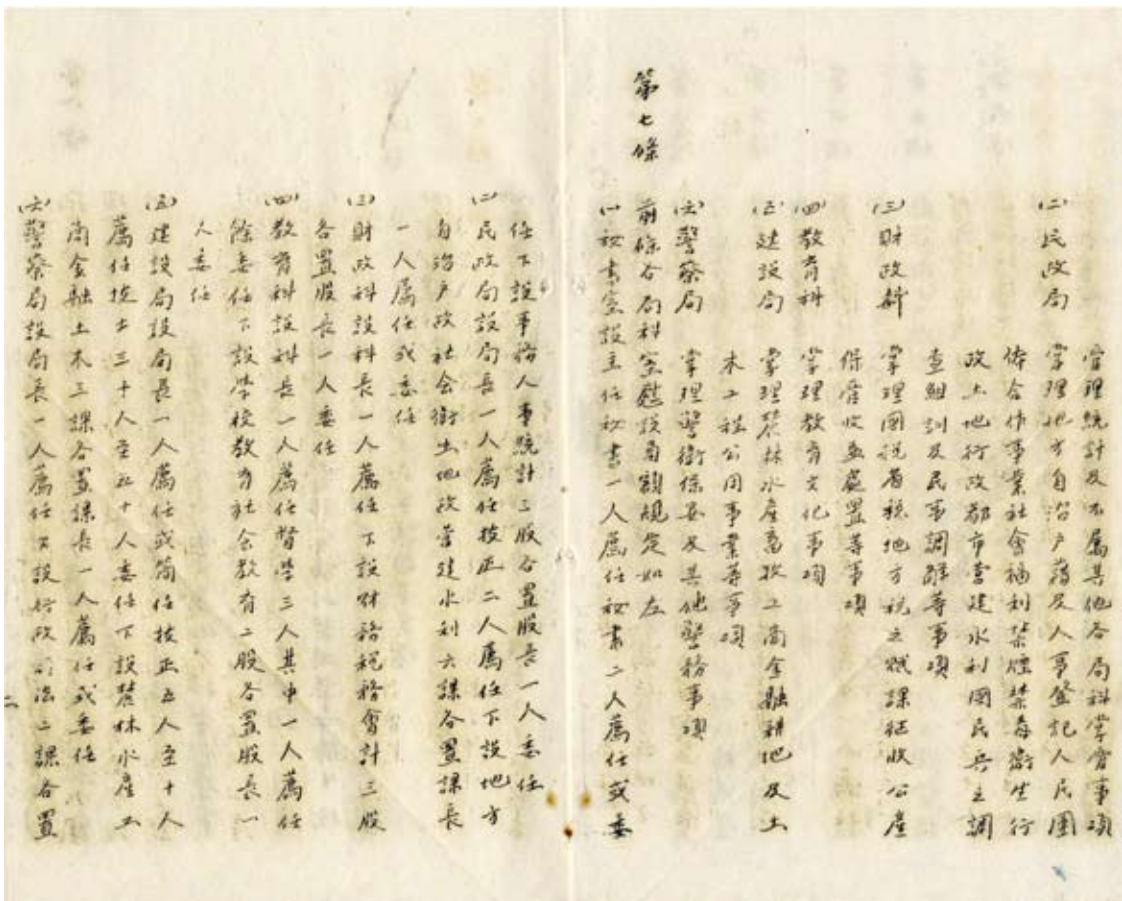 管理統計及不屬其他各局科掌管事項
(二)民政局 掌理地方自治戶籍及人事登記人民團
体合作事業社會福利禁煙禁毒衛生行
政土地行政都市營建水利國民兵之調
查組訓及民事調解等事項
(三)財政科 掌理國稅省稅地方稅之賦課征收公產
保管收益處置等事項
(四)教育科 掌理教育文化事項
(五)建設局 掌理農林水產畜牧工商金融耕地及土
木工程公用事業等事項
(六)警察局 掌理警衛保安及其他警務事項
第七條 前條各局科室應設員額規定如左
(一)秘書室設主任秘書一人薦任秘書二人薦任或委
任下設事務人事統計三股各置股長一人委任
(二)民政局設局長一人薦任技正二人薦任下設地方
自治户政社会衛生地政營建水利六課各置課長
一人薦任或委任
(三)財政科設科長一人薦任下設財務税務會計三股
各置股長一人委任
(四)教育科設科長一人薦任督學三人其中一人薦任
餘委任下設学校教育社会教育二股各置股長一
人委任
(五)建設局設局長一人薦任或簡任技正五人至十人
薦任技士三十人至五十人委任下設農林水產工
商金融土木三課各置課長一人薦任或委任
(六)警察局設局長一人薦任下設行政司法二課各置
二